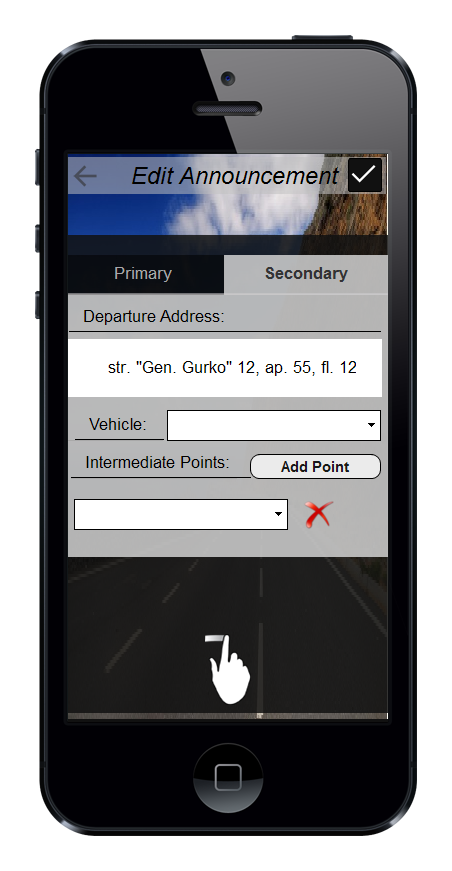 Edit Announcement
Primary Secondary
Departure Address:
str. "Gen. Gurko" 12, ap. 55, fl. 12
Vehicle:
Intermediate Points: Add Point